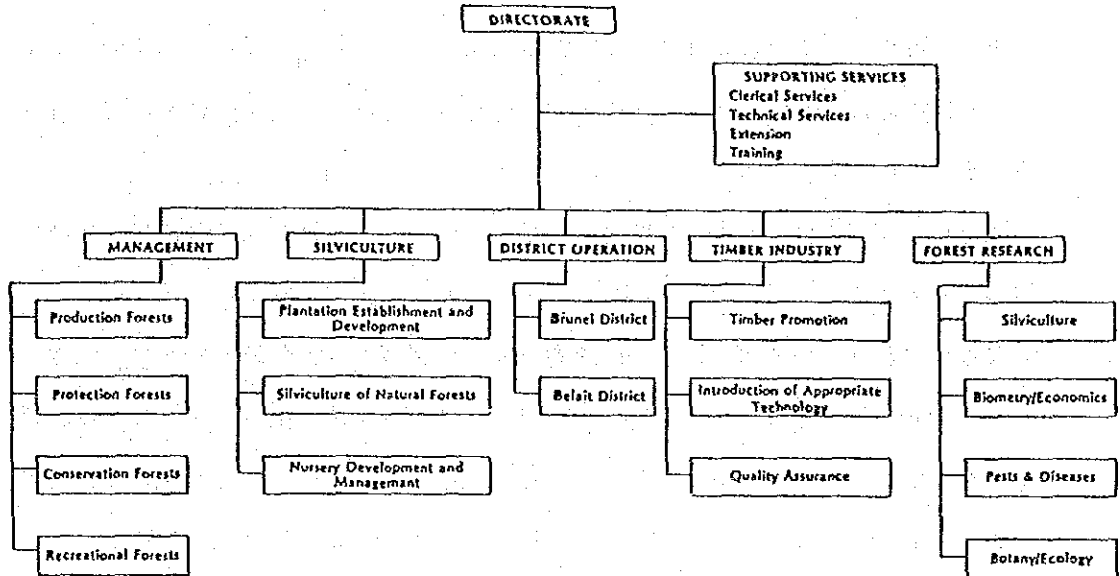 DIRECTORATE
SUPPORTING SERVICES
Clerical Services
Technical Services
Extension
Training
MANAGEMENT
Production Forests
Protection Forests
Conservation Forests
Recreational Forests
SILVICULTURE
Plantation Establishment and
Development
Silviculture of Natural Forests
Nursery Development and
Management
DISTRICT OPERATION
Brunei District
Belait District
TIMBER INDUSTRY
Timber Promotion
Introduction of Appropriate
Technology
Quality Assurance
FOREST RESEARCH
Silviculture
Biometry/Economics
Pests & Diseases
Botany/Ecology